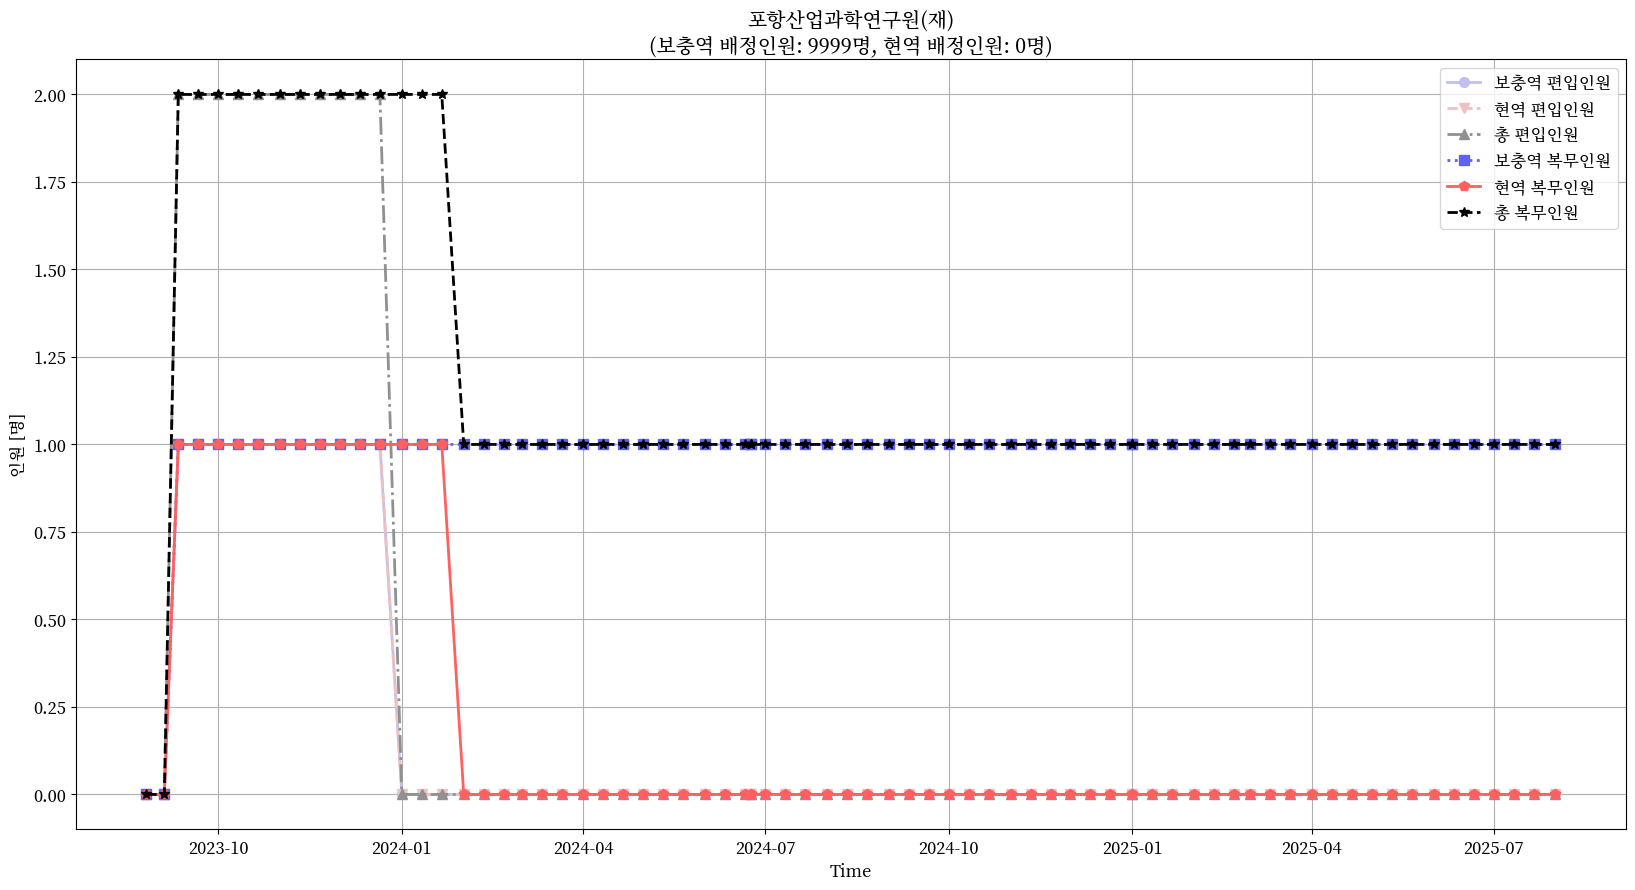 포항산업과학연구원(재)
(보충역 배정인원: 9999명, 현역 배정인원: 0명)
보충역 편입인원
현역 편입인원
총 편입인원
보충역 복무인원
현역 복무인원
총 복무인원
인원 [명]
2.00
1.75
1.50
1.25
1.00
0.75
0.50
0.25
0.00
2023-10
2024-01
2024-04
2024-07
2024-10
2025-01
2025-04
2025-07
Time